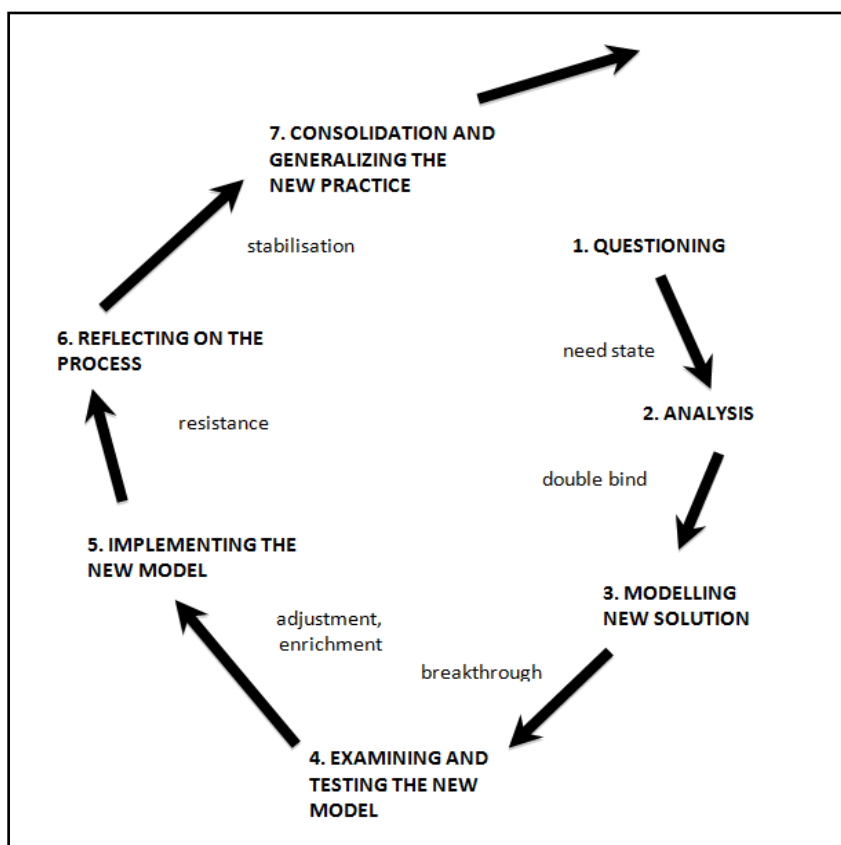 1. QUESTIONING
need state
2. ANALYSIS
double bind
3. MODELLING
NEW SOLUTION
breakthrough
4. EXAMINING AND
TESTING THE NEW
MODEL
adjustment,
enrichment
5. IMPLEMENTING THE
NEW MODEL
resistance
6. REFLECTING ON THE
PROCESS
stabilisation
7. CONSOLIDATION AND
GENERALIZING THE
NEW PRACTICE